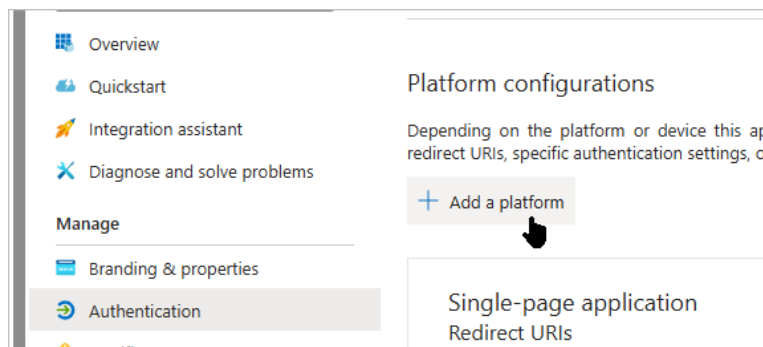 Overview
Quickstart
Integration assistant
Diagnose and solve problems
Manage
Branding & properties
Authentication
Platform configurations
Depending on the platform or device this
redirect URIs, specific authentication settings,
Add a platform
Single-page application
Redirect URIs